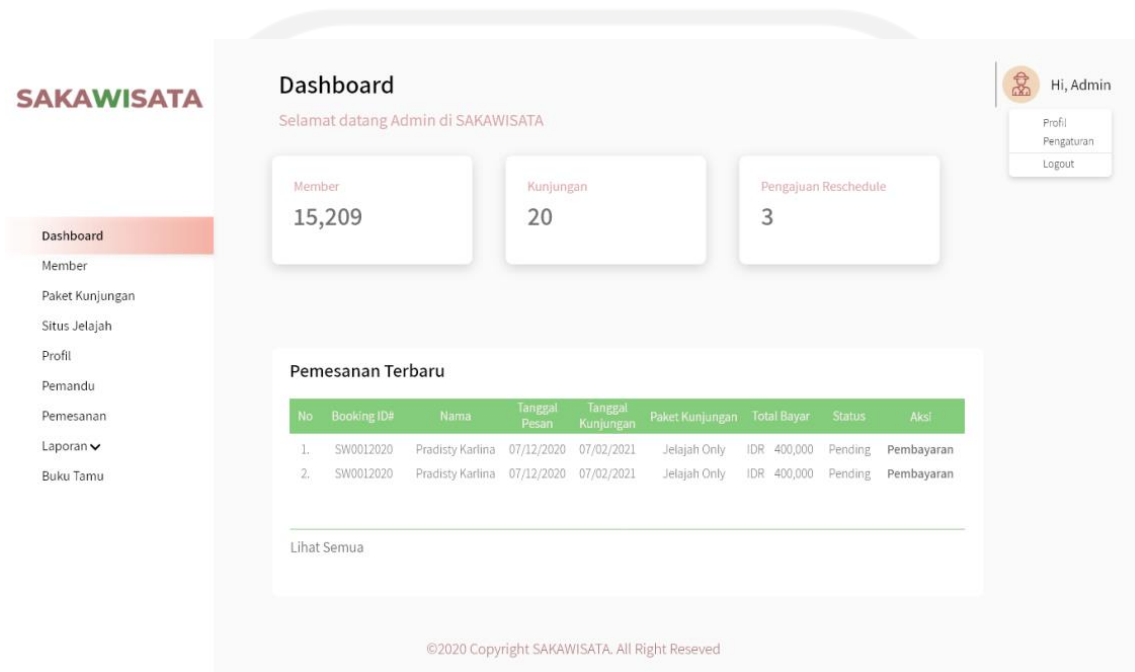 SAKAWISATA
Dashboard
Member
Paket Kunjungan
Situs Jelajah
Profil
Pemandu
Pemesanan
Laporan
Buku Tamu
Dashboard
Selamat datang Admin di SAKAWISATA
Hi, Admin
Profil
Pengaturan
Logout
Member
15,209
Kunjungan
20
Pengajuan Reschedule
3
Pemesanan Terbaru
No Booking ID# Nama Tanggal Pesan Tanggal Kunjungan Paket Kunjungan Total Bayar Status Aksi
1. SW0012020 Pradisty Karlina 07/12/2020 07/02/2021 Jelajah Only IDR 400,000 Pending Pembayaran
2. SW0012020 Pradisty Karlina 07/12/2020 07/02/2021 Jelajah Only IDR 400,000 Pending Pembayaran
Lihat Semua
©2020 Copyright SAKAWISATA. All Right Reseved